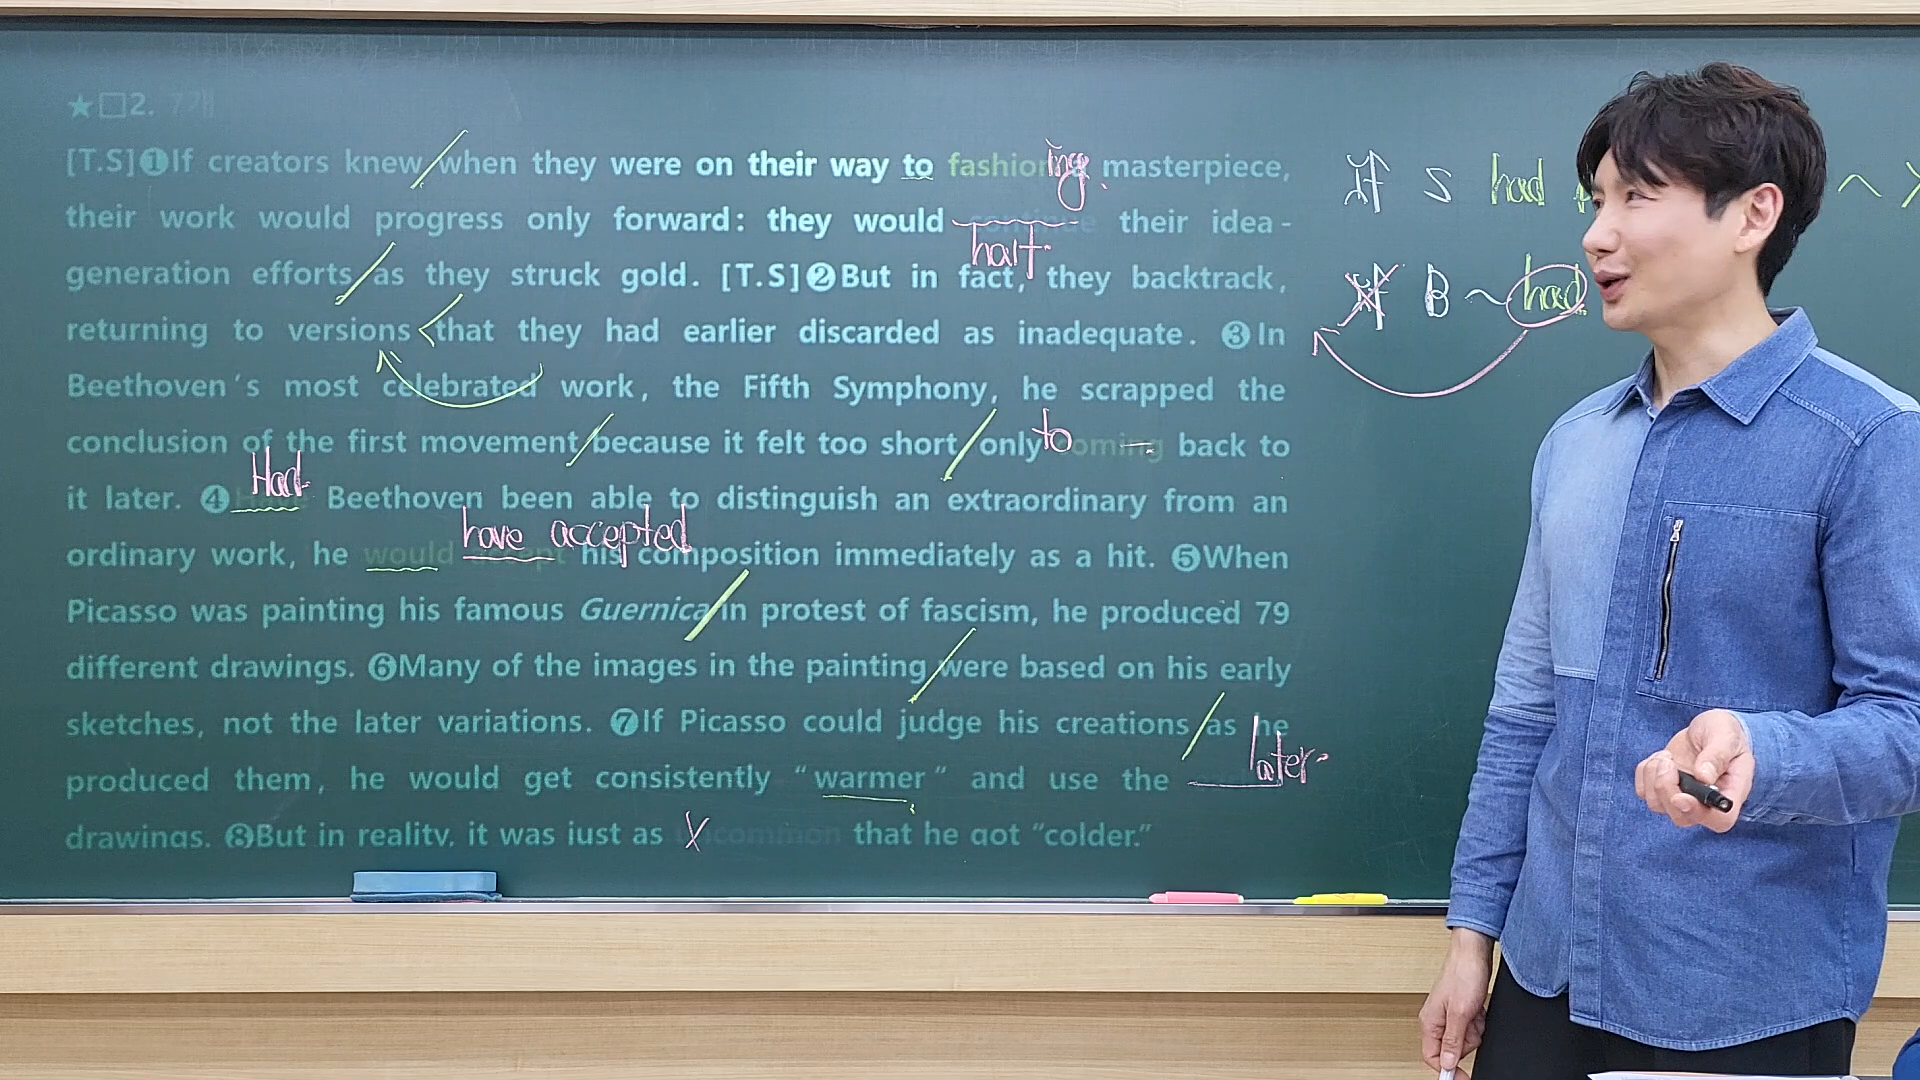 ★□2. 7개
[T.S]❶If creators knew when they were on their way to fashioning masterpiece,
their work would progress only forward: they would halt their idea-
generation efforts as they struck gold. [T.S]❷But in fact, they backtrack,
returning to versions that they had earlier discarded as inadequate. ❸In
Beethoven's most celebrated work, the Fifth Symphony, he scrapped the
conclusion of the first movement because it felt too short only to back to
it later. ❹Had Beethoven been able to distinguish an extraordinary from an
ordinary work, he would have accepted his composition immediately as a hit. ❺When
Picasso was painting his famous Guernica in protest of fascism, he produced 79
different drawings. ❻Many of the images in the painting were based on his early
sketches, not the later variations. ❼If Picasso could judge his creations as he
produced them, he would get consistently "warmer" and use the later
drawings. ❽But in reality, it was just as common that he got "colder."
If S had
If B ~ had